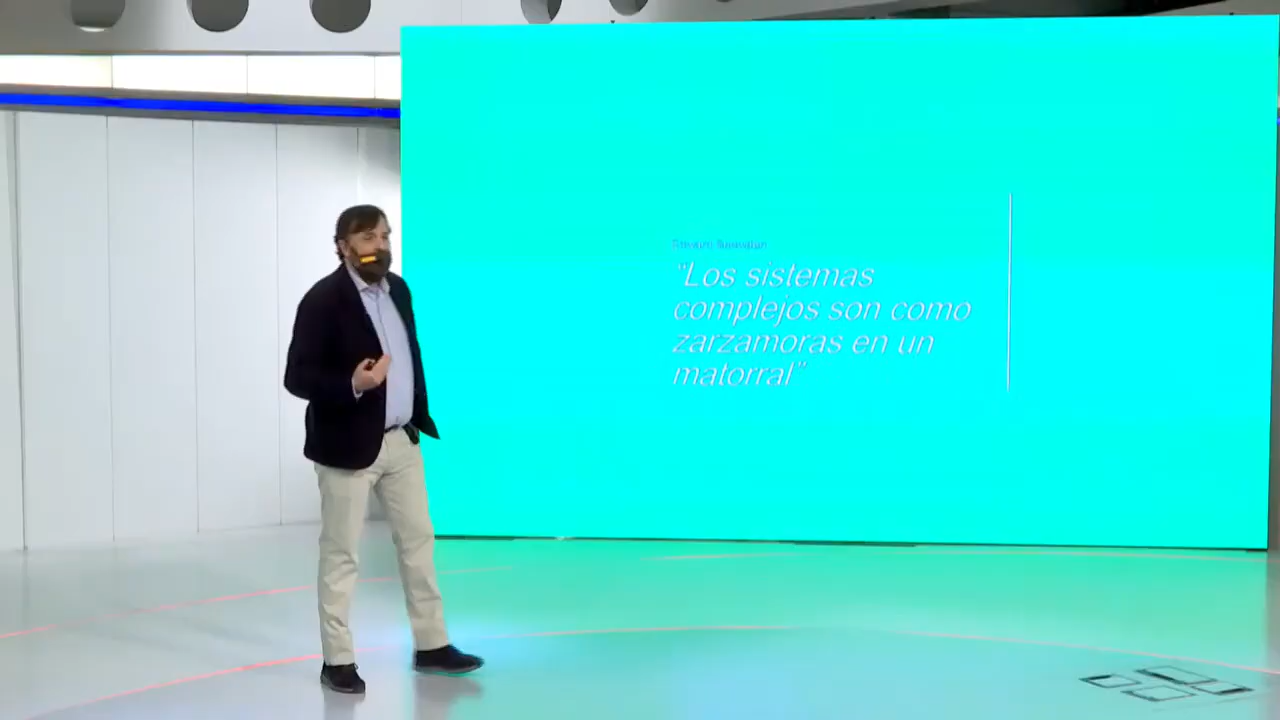 "Los sistemas
complejos son como
zarzamoras en un
matorral"